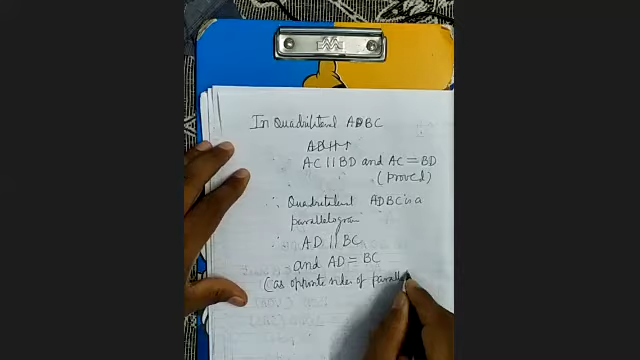 In Quadrilateral ADBC
AC || BD and AC = BD
(proved)
∴ Quadrilateral ADBC is a
parallelogram
∴ AD || BC
and AD = BC
(as opposite sides of parall